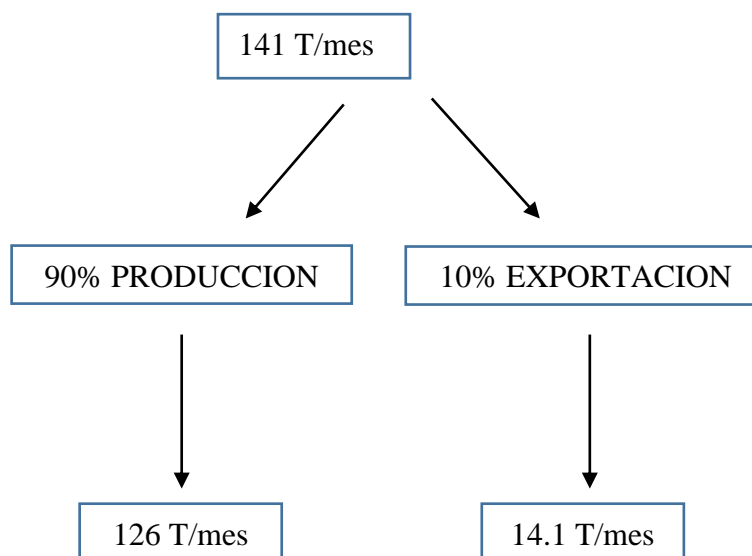 141 T/mes
90% PRODUCCION
10% EXPORTACION
126 T/mes
14.1 T/mes